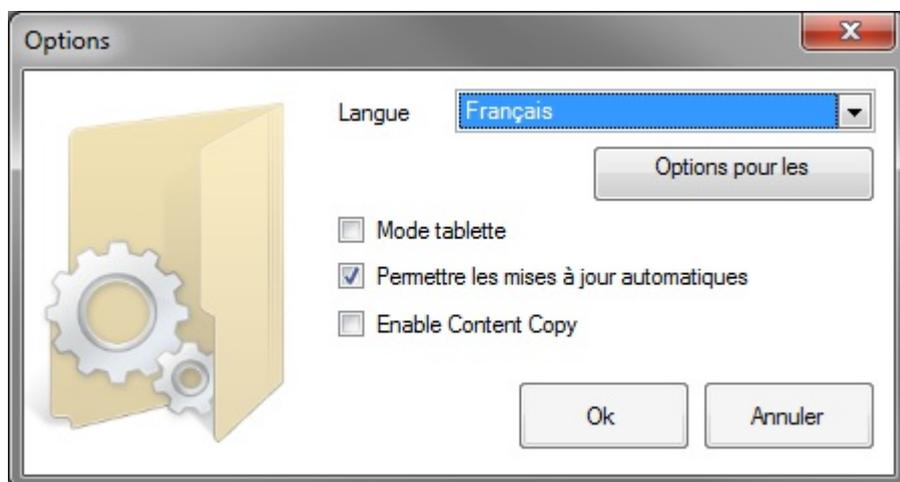 Options
Langue Français
Options pour les
Mode tablette
Permettre les mises à jour automatiques
Enable Content Copy
Ok Annuler